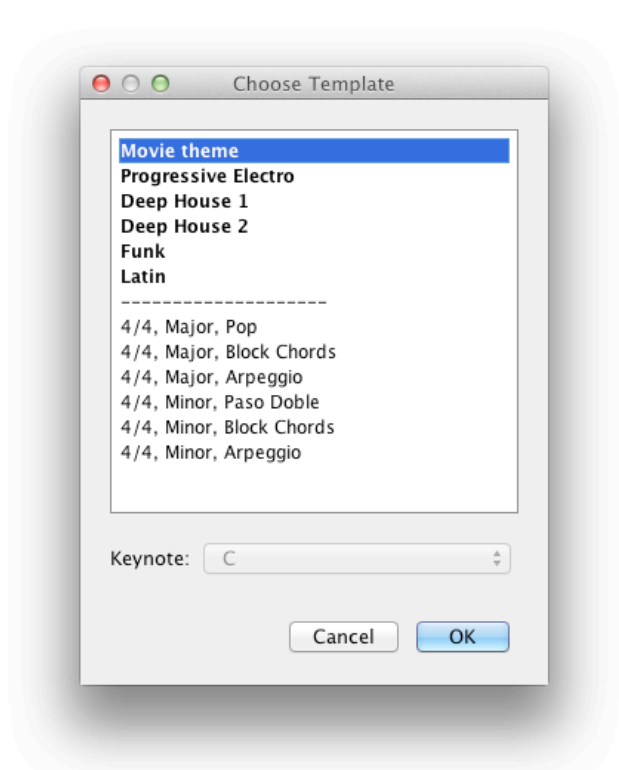 Choose Template
Movie theme
Progressive Electro
Deep House 1
Deep House 2
Funk
Latin
---------------------
4/4, Major, Pop
4/4, Major, Block Chords
4/4, Major, Arpeggio
4/4, Minor, Paso Doble
4/4, Minor, Block Chords
4/4, Minor, Arpeggio
Keynote: C
Cancel OK